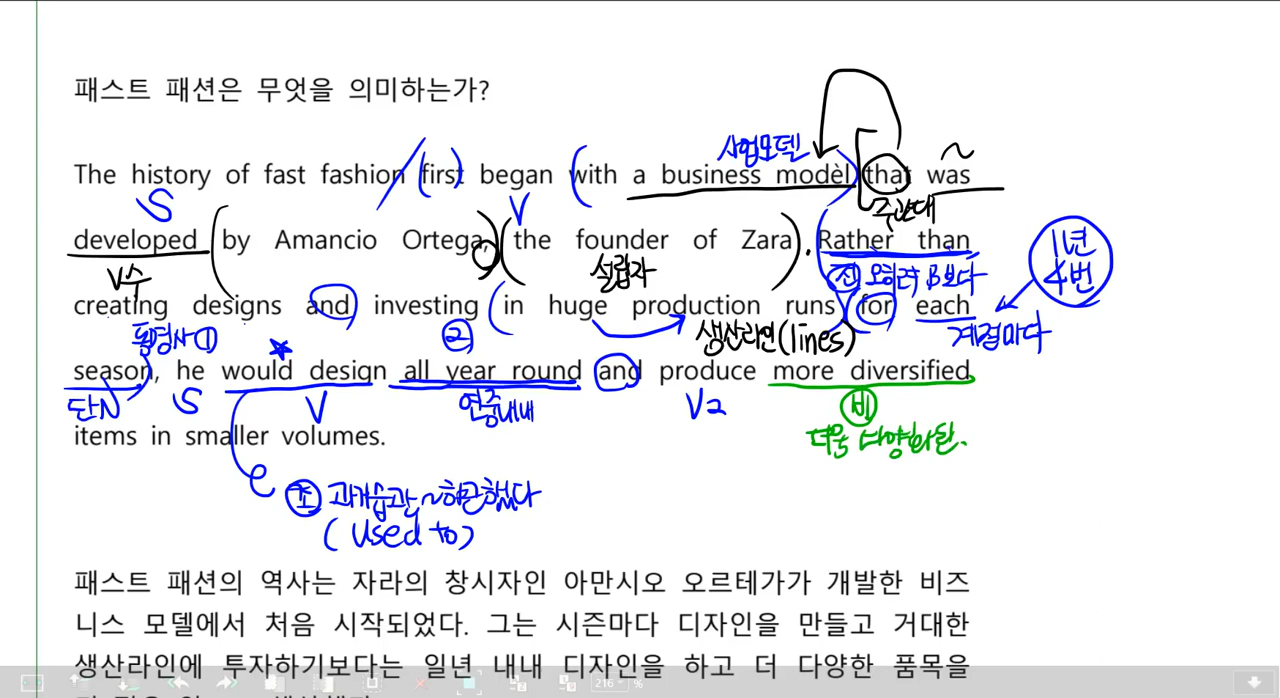 패스트 패션은 무엇을 의미하는가?
사업모델
The history of fast fashion first began with a business model that was
S V 주관대
developed by Amancio Ortega, the founder of Zara. Rather than
V수 설립자 전 오히려 B보다 1년 4번
creating designs and investing in huge production runs for each
동명사① ② 생산라인(lines) 계절마다
season, he would design all year round and produce more diversified
단N S V 연중내내 V2 비
더욱 다양화된.
items in smaller volumes.
조 과거습관 ~하곤했다
(used to)
패스트 패션의 역사는 자라의 창시자인 아만시오 오르테가가 개발한 비즈
니스 모델에서 처음 시작되었다. 그는 시즌마다 디자인을 만들고 거대한
생산라인에 투자하기보다는 일년 내내 디자인을 하고 더 다양한 품목을
216 %